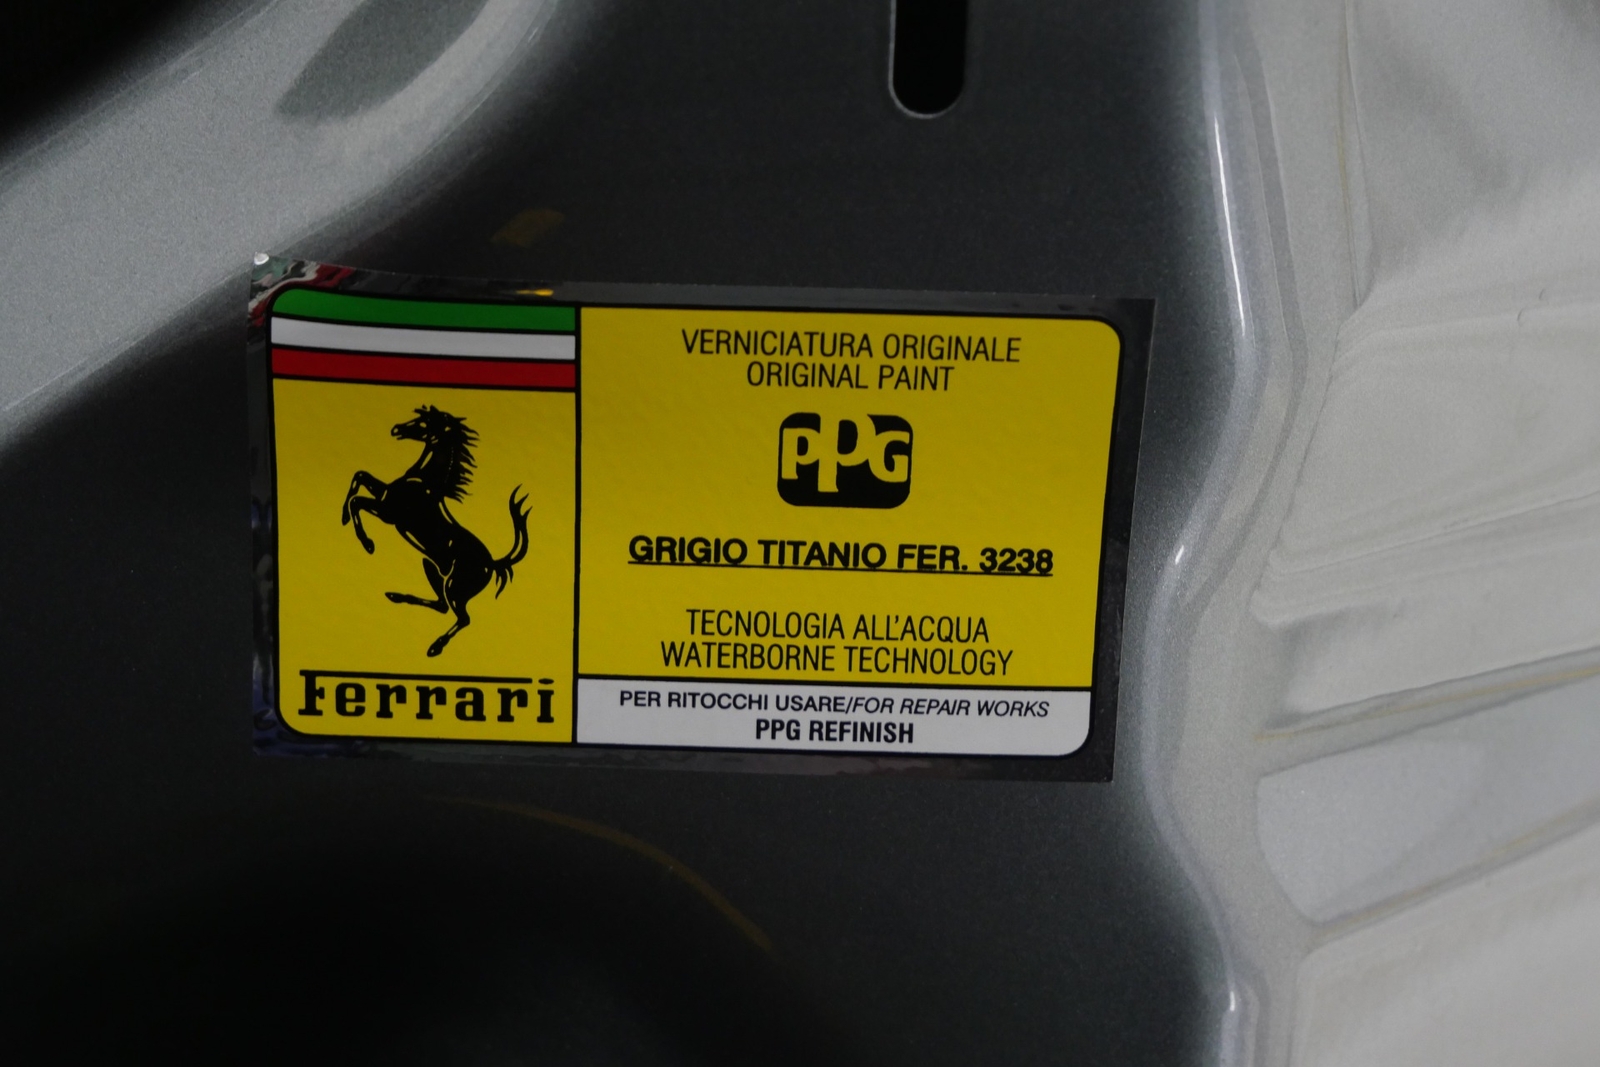 Ferrari
VERNICIATURA ORIGINALE
ORIGINAL PAINT
PPG
GRIGIO TITANIO FER. 3238
TECNOLOGIA ALL'ACQUA
WATERBORNE TECHNOLOGY
PER RITOCCHI USARE/FOR REPAIR WORKS
PPG REFINISH